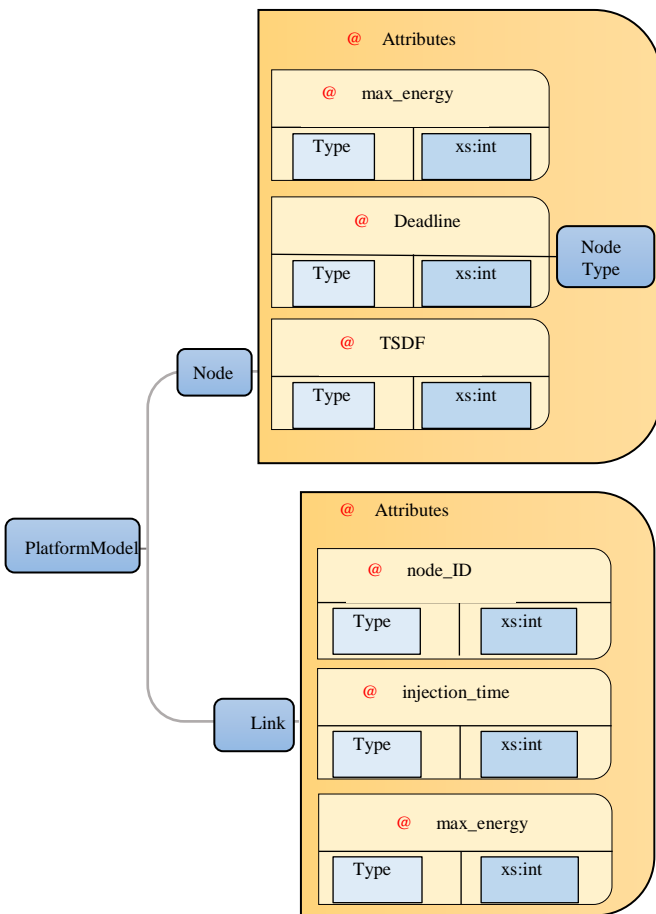 @ Attributes
@ max_energy
Type xs:int
@ Deadline
Type xs:int
Node
Type
@ TSDF
Type xs:int
Node
PlatformModel
@ Attributes
@ node_ID
Type xs:int
@ injection_time
Type xs:int
Link
@ max_energy
Type xs:int